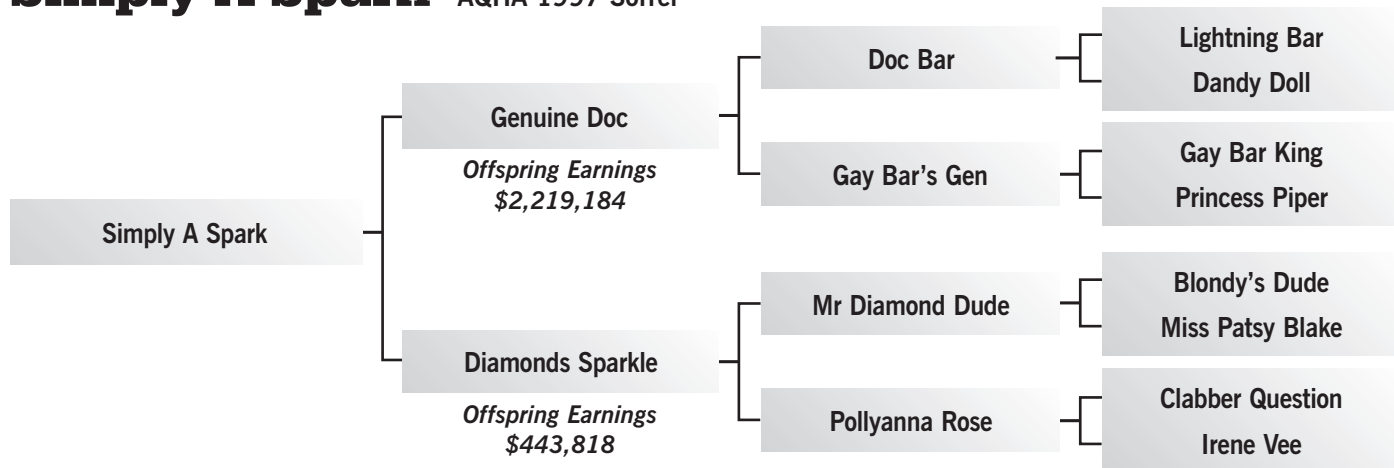 Simply A Spark AQHA 1997 Sorrel
Simply A Spark
Genuine Doc
Offspring Earnings
$2,219,184
Diamonds Sparkle
Offspring Earnings
$443,818
Doc Bar
Gay Bar's Gen
Mr Diamond Dude
Pollyanna Rose
Lightning Bar
Dandy Doll
Gay Bar King
Princess Piper
Blondy's Dude
Miss Patsy Blake
Clabber Question
Irene Vee